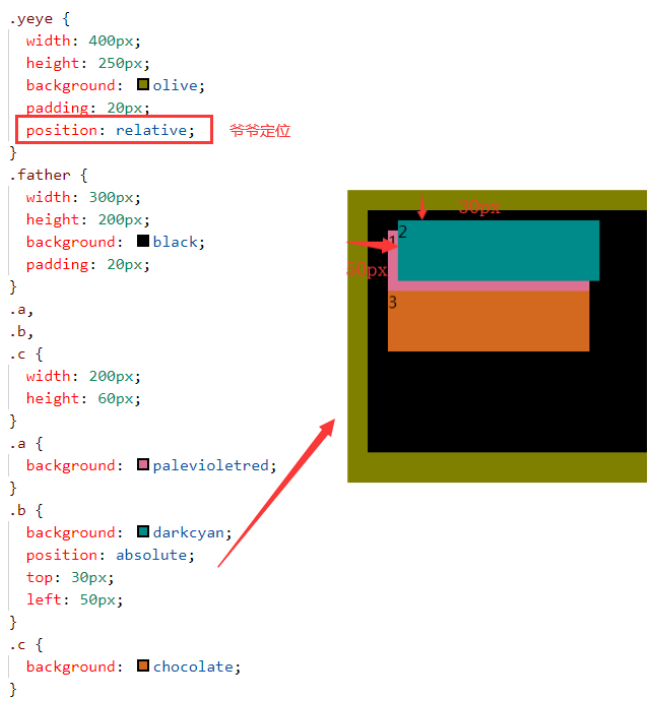 .yeye {
width: 400px;
height: 250px;
background: olive;
padding: 20px;
position: relative;
爷爷定位
}
.father {
width: 300px;
height: 200px;
background: black;
padding: 20px;
}
.a,
.b,
.c {
width: 200px;
height: 60px;
}
.a {
background: palevioletred;
}
.b {
background: darkcyan;
position: absolute;
top: 30px;
left: 50px;
}
.c {
background: chocolate;
}
30px
2
1
50px
3